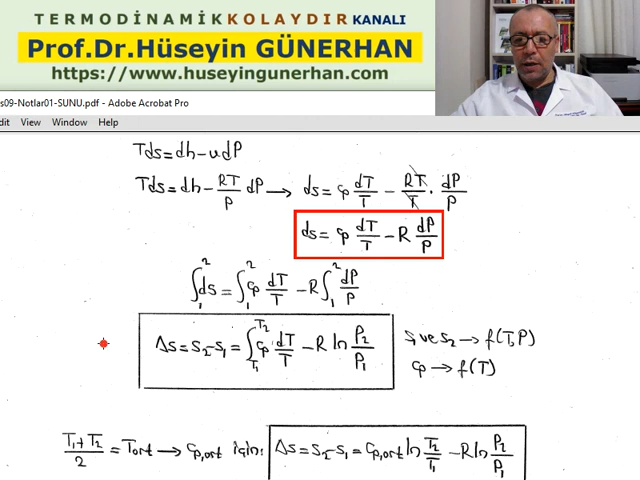 TERMODİNAMİKKOLAYDIR KANALI
Prof.Dr.Hüseyin GÜNERHAN
https://www.huseyingunerhan.com
s09-Notlar01-SUNU.pdf - Adobe Acrobat Pro
dit View Window Help
Tds=dh-υdP
Tds=dh-RT/P dP → ds=cp dT/T - RT/T · dP/P
ds=cp dT/T - R dP/P
∫₁² ds = ∫₁² cp dT/T - R ∫₁² dP/P
Δs=s₂-s₁= ∫_T₁^T₂ cp dT/T - R ln P₂/P₁
s₁ ve s₂ → f(T,P)
cp → f(T)
T₁+T₂/2 = Tort → cp,ort için: Δs=s₂-s₁=cp,ort ln T₂/T₁ - R ln P₂/P₁